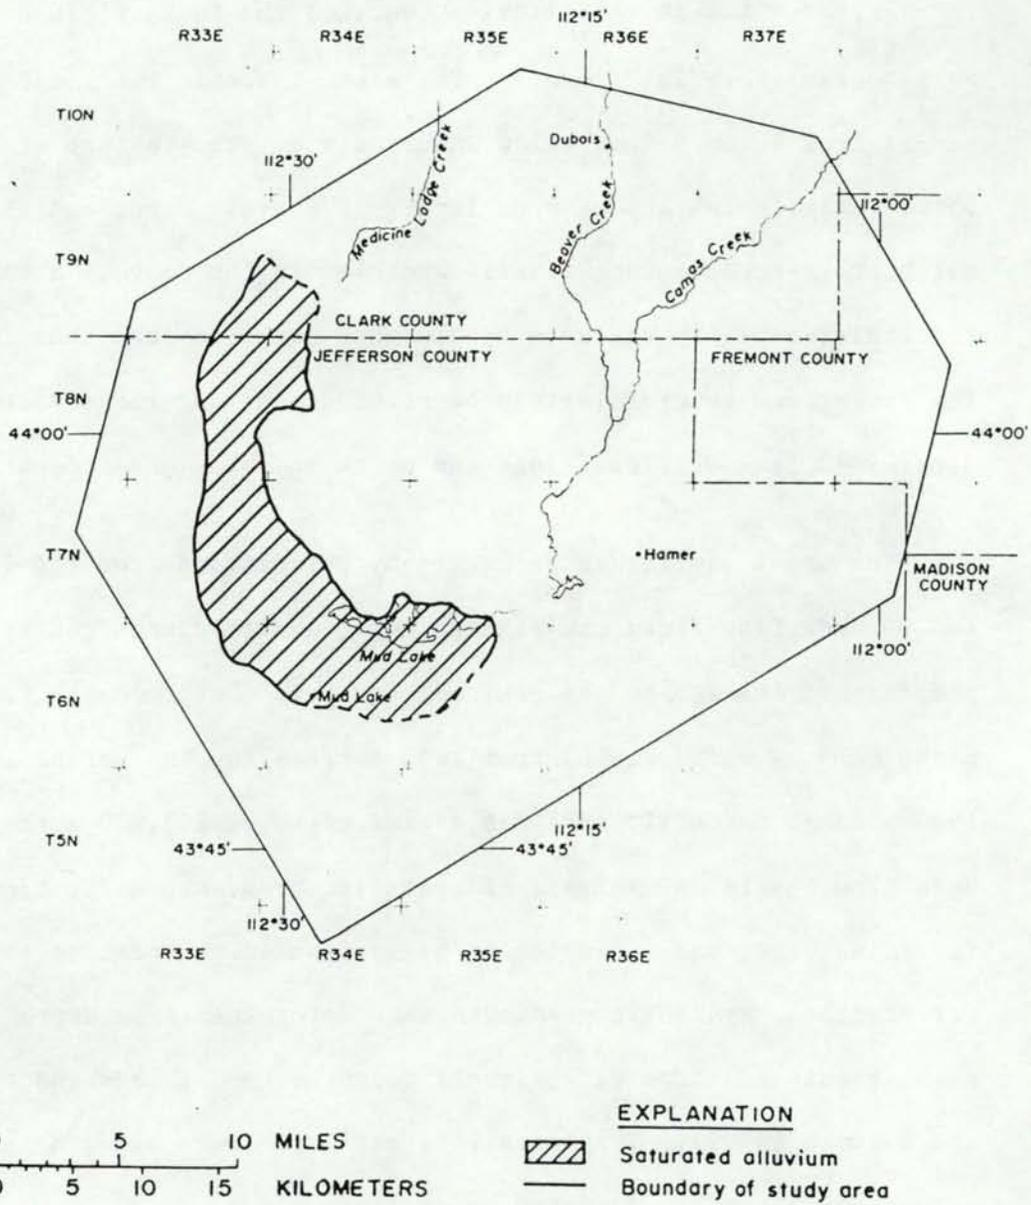 112°15'
R33E R34E R35E R36E R37E
T10N
Dubois
112°30'
Medicine Lodge Creek
Beaver Creek
Camas Creek
112°00'
T9N
CLARK COUNTY
JEFFERSON COUNTY
FREMONT COUNTY
T8N
44°00'
44°00'
T7N
Hamer
MADISON
COUNTY
Mud Lake
112°00'
T6N
Mud Lake
112°15'
T5N
43°45'
43°45'
112°30'
R33E R34E R35E R36E
EXPLANATION
0 5 10 MILES
Saturated alluvium
0 5 10 15 KILOMETERS
Boundary of study area